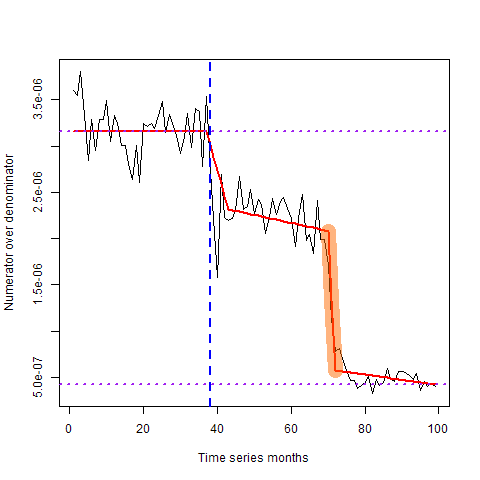 Numerator over denominator
3.5e-06
2.5e-06
1.5e-06
5.0e-07
0 20 40 60 80 100
Time series months